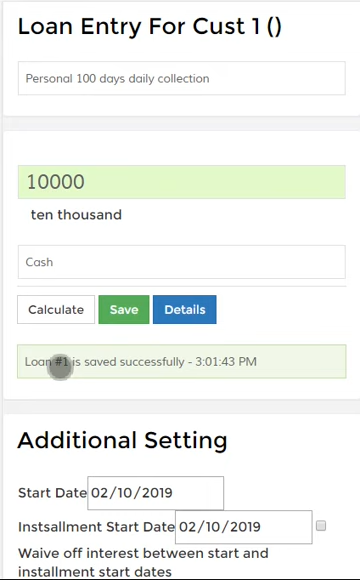 Loan Entry For Cust 1 ()
Personal 100 days daily collection
10000
ten thousand
Cash
Calculate Save Details
Loan #1 is saved successfully - 3:01:43 PM
Additional Setting
Start Date 02/10/2019
Instsallment Start Date 02/10/2019
Waive off interest between start and
installment start dates